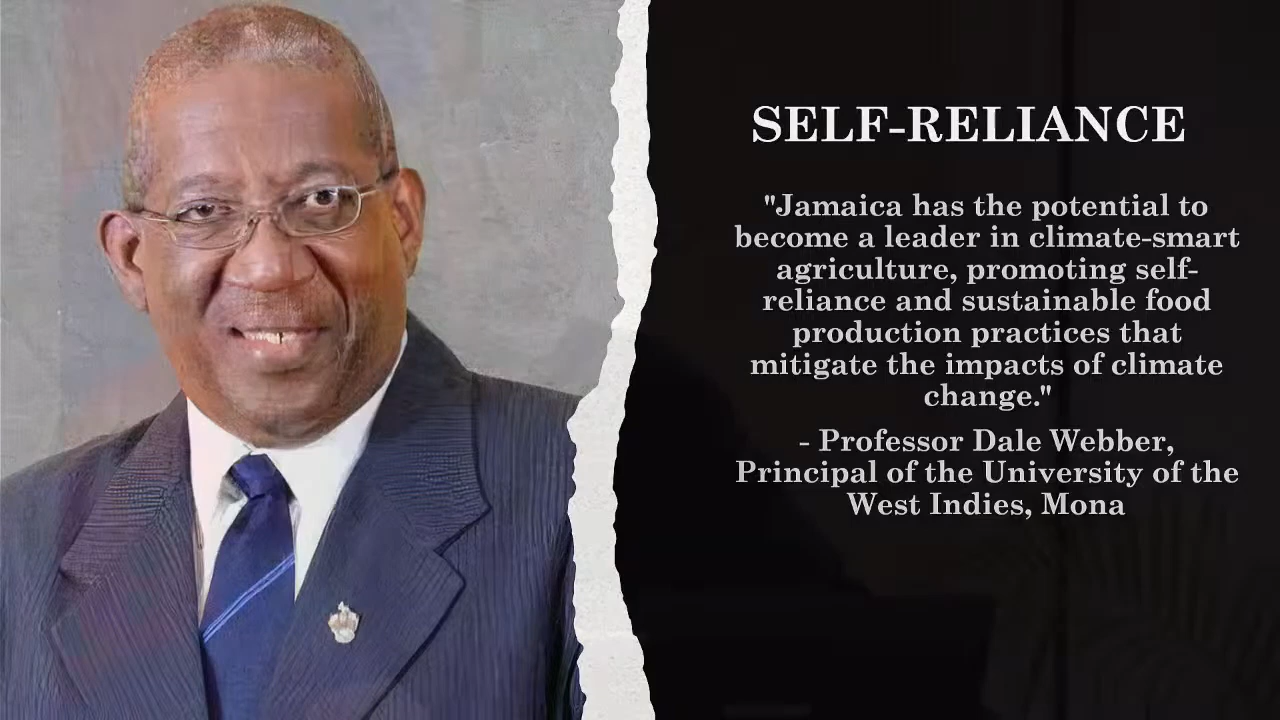 SELF-RELIANCE
"Jamaica has the potential to
become a leader in climate-smart
agriculture, promoting self-
reliance and sustainable food
production practices that
mitigate the impacts of climate
change."
- Professor Dale Webber,
Principal of the University of the
West Indies, Mona